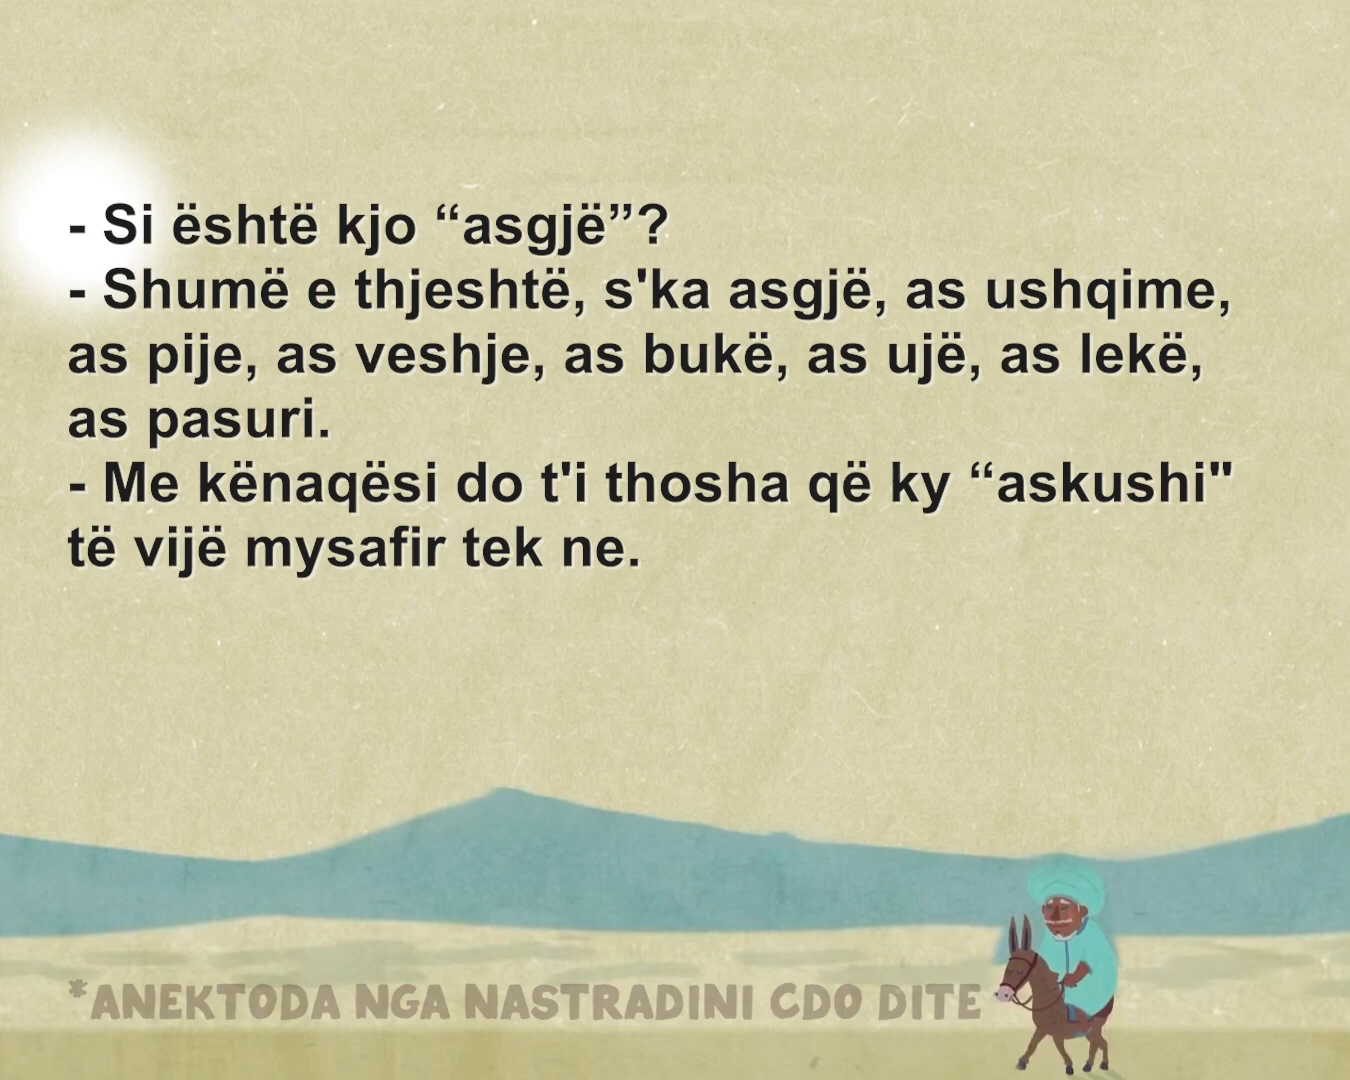 - Si është kjo “asgjë”?
- Shumë e thjeshtë, s'ka asgjë, as ushqime,
as pije, as veshje, as bukë, as ujë, as lekë,
as pasuri.
- Me kënaqësi do t'i thosha që ky “askushi"
të vijë mysafir tek ne.
*ANEKTODA NGA NASTRADINI CDO DITE